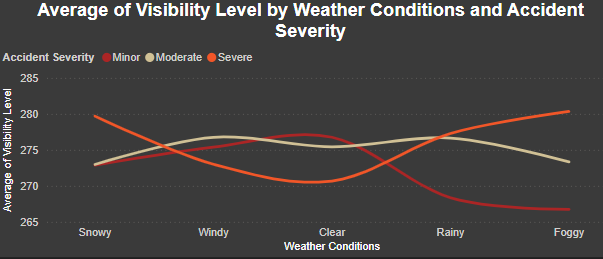 Average of Visibility Level by Weather Conditions and Accident
Severity
Accident Severity Minor Moderate Severe
285
280
275
270
265
Average of Visibility Level
Snowy Windy Clear Rainy Foggy
Weather Conditions